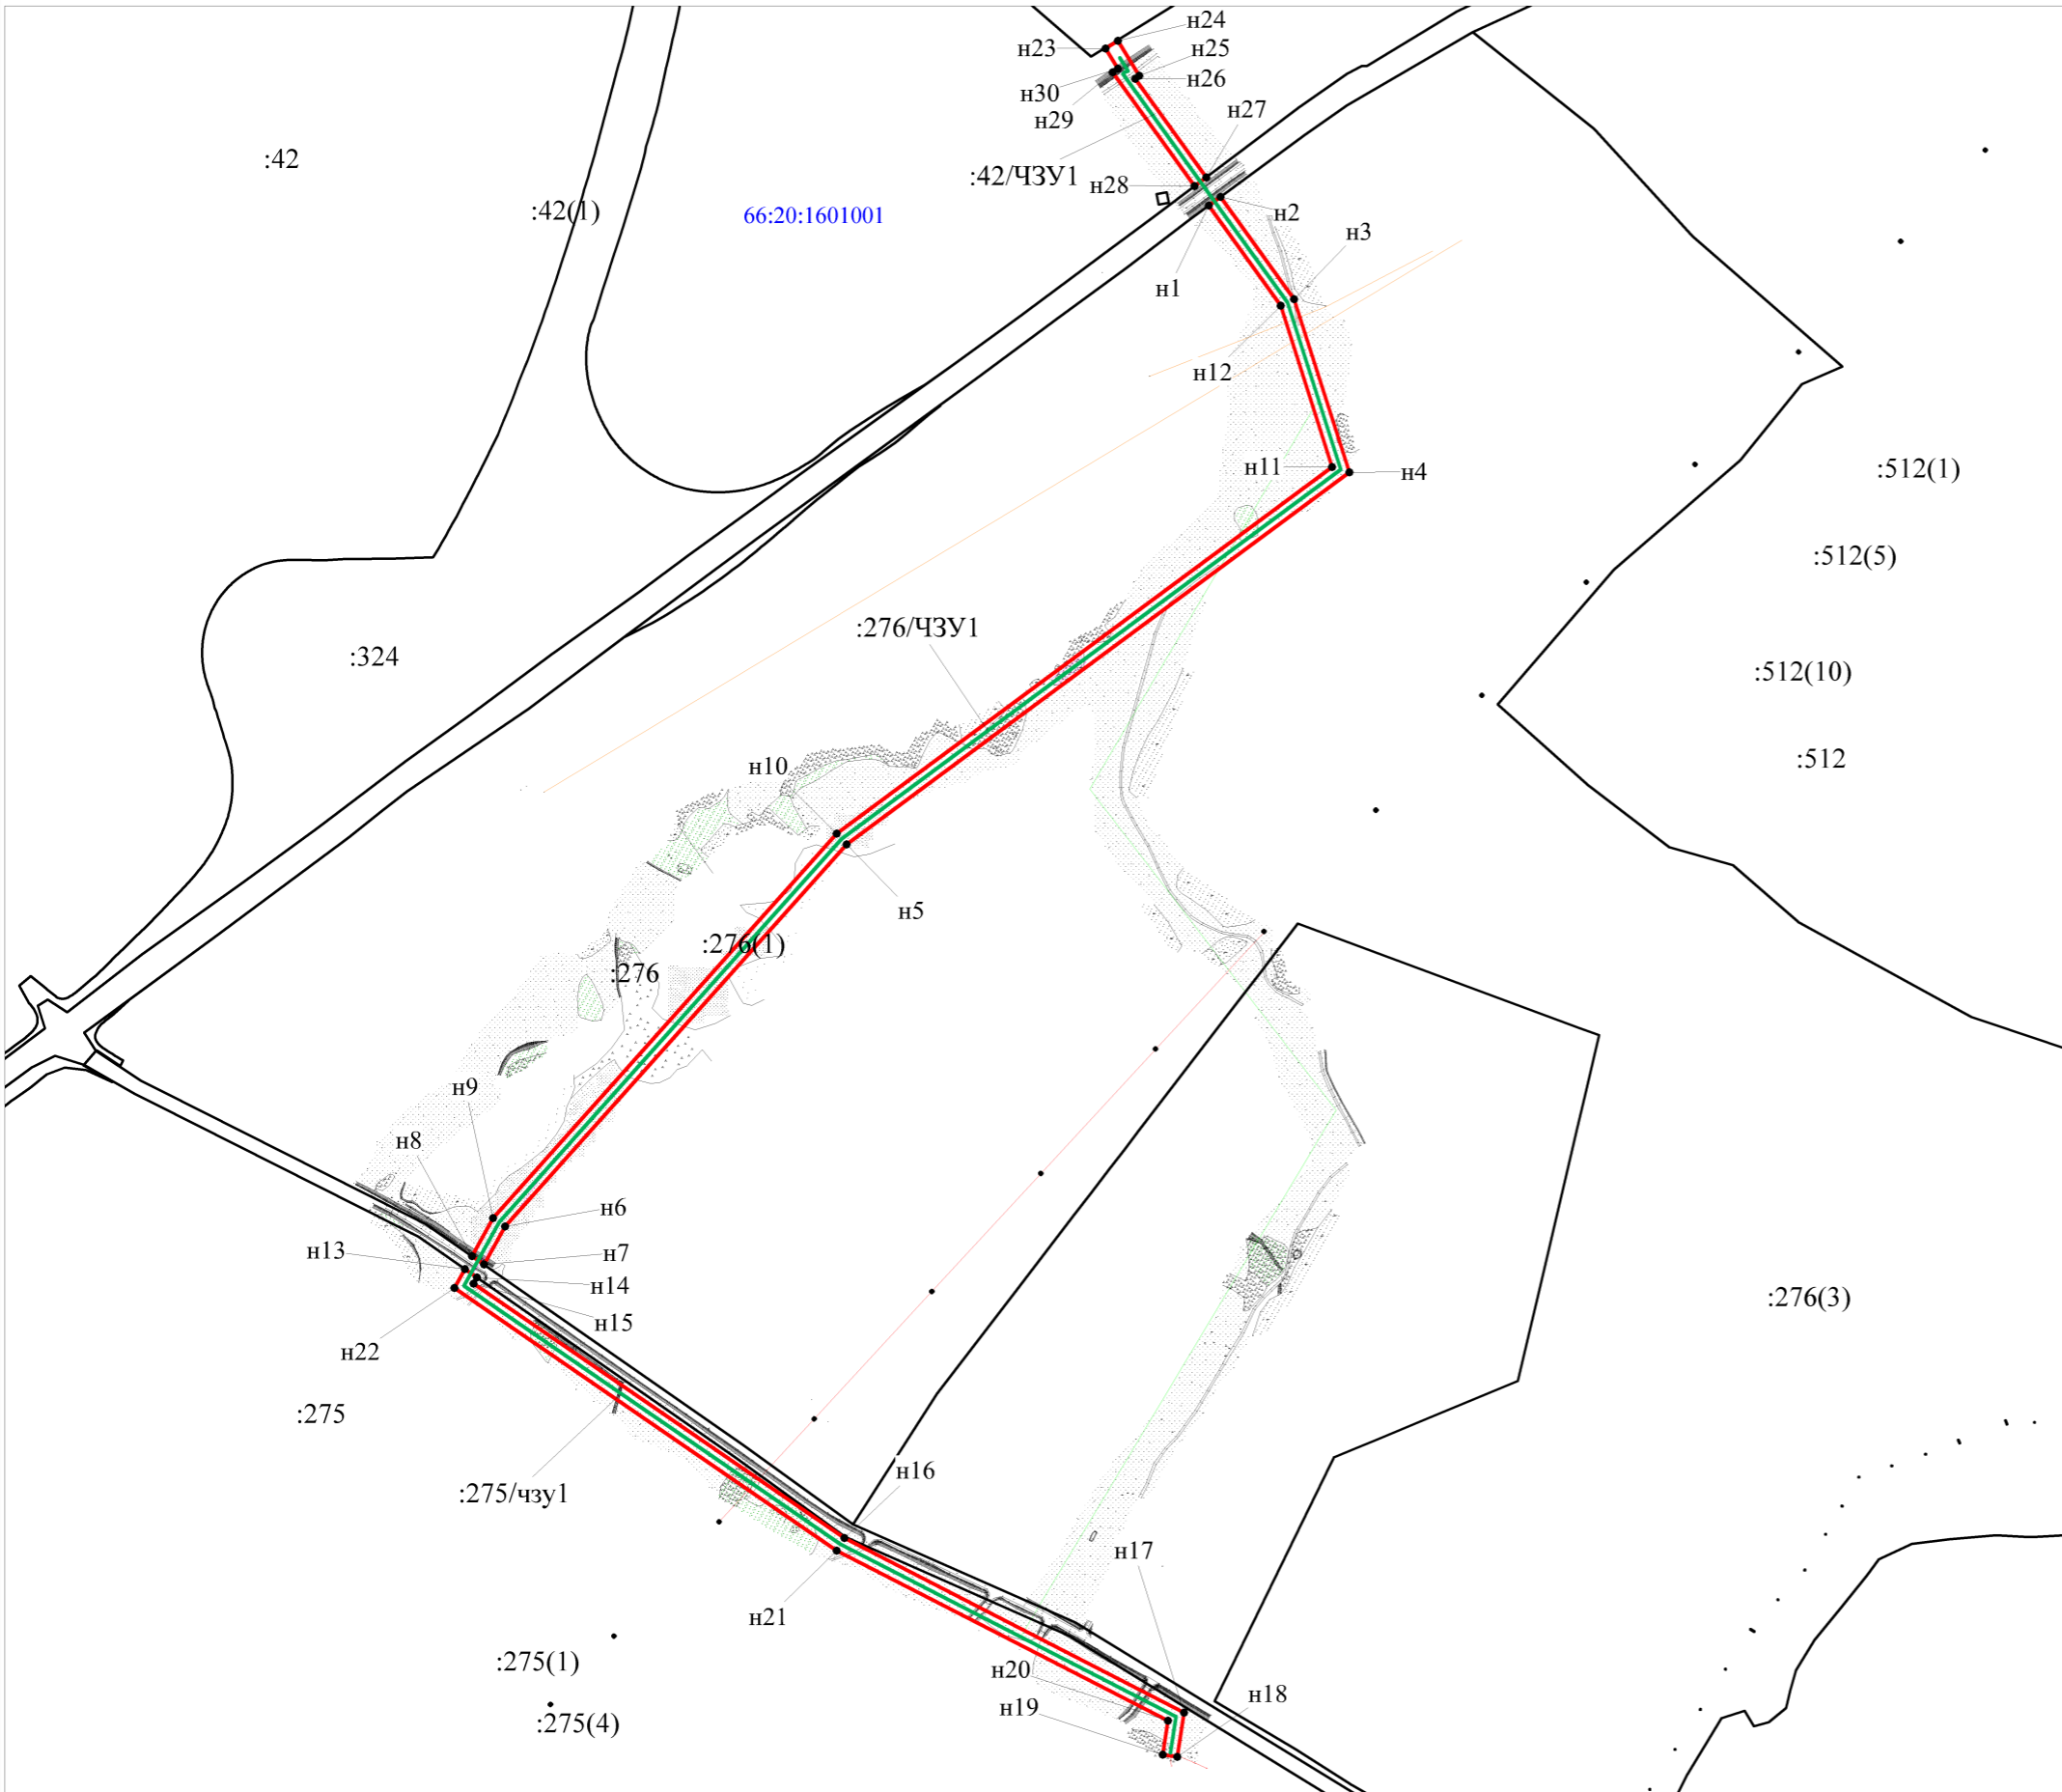 н24
н23
н25
н26
н30
н27
н29
:42
:42/ЧЗУ1
н28
:42(1)
66:20:1601001
н2
н3
н1
н12
н11
н4
:512(1)
:512(5)
:276/ЧЗУ1
:324
:512(10)
:512
н10
н5
:276(1)
:276
н9
н8
н6
н13
н7
н14
:276(3)
н15
н22
:275
н16
:275/чзу1
н17
н21
:275(1)
н20
н18
н19
:275(4)